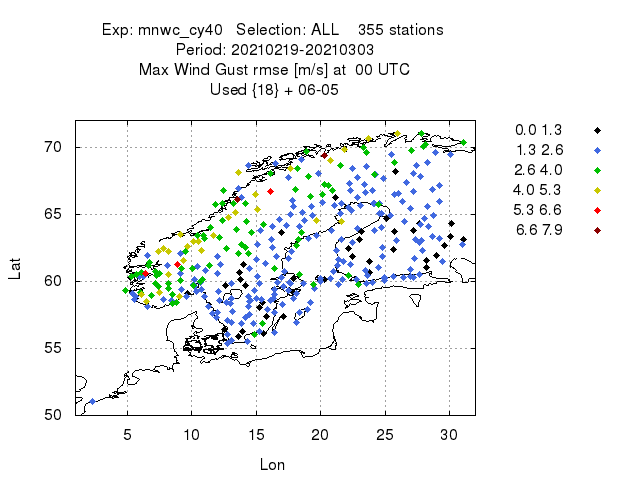 Exp: mnwc_cy40 Selection: ALL 355 stations
Period: 20210219-20210303
Max Wind Gust rmse [m/s] at 00 UTC
Used {18} + 06-05
0.0 1.3
1.3 2.6
2.6 4.0
4.0 5.3
5.3 6.6
6.6 7.9
70
65
60
55
50
Lat
5 10 15 20 25 30
Lon